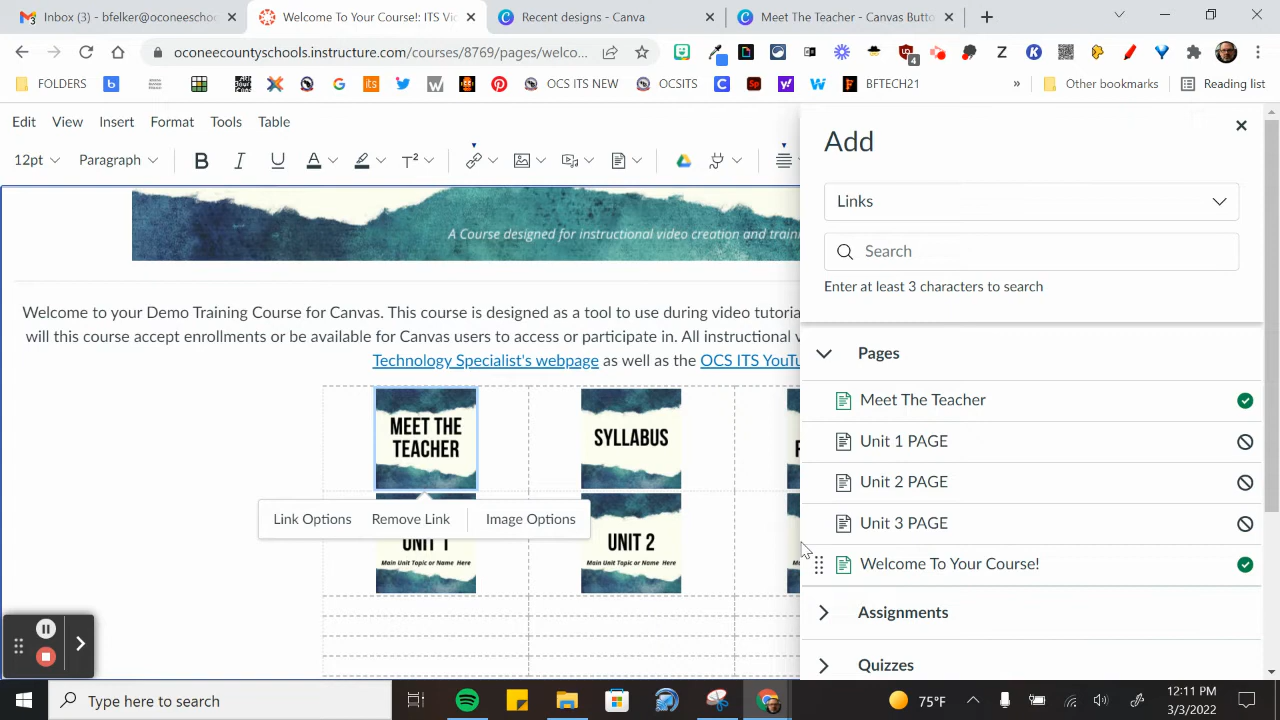 bfeeschow
Welcome To Your Course!: ITS Vic
Recent designs - Canva
Meet The Teacher - Canvas Butto
oconeecountyschools.instructure.com/courses/8769/pages/welco...
4
FOLDERS
its
OCS ITS NEW
OCSITS
BFTECH21
»
Other bookmarks
Reading list
Edit View Insert Format Tools Table
12pt
aragraph
B I U A T²
A Course designed for instructional video creation and traini
Welcome to your Demo Training Course for Canvas. This course is designed as a tool to use during video tutoria
will this course accept enrollments or be available for Canvas users to access or participate in. All instructional v
Technology Specialist's webpage as well as the OCS ITS YouTu
MEET THE
TEACHER
SYLLABUS
Link Options Remove Link Image Options
UNIT 1
Main Unit Topic or Name Here
UNIT 2
Main Unit Topic or Name Here
Add
Links
Search
Enter at least 3 characters to search
Pages
Meet The Teacher
Unit 1 PAGE
Unit 2 PAGE
Unit 3 PAGE
Welcome To Your Course!
Assignments
Quizzes
Type here to search
75°F
2:11 PM
3/3/2022